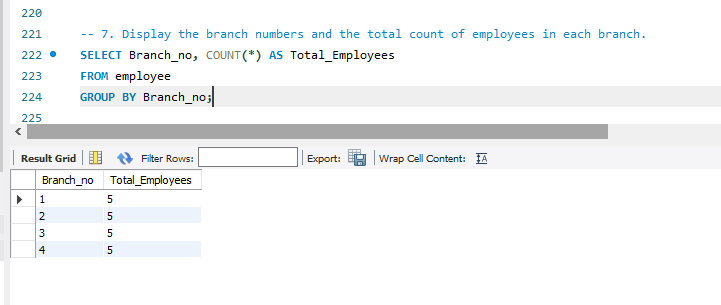 220
221 -- 7. Display the branch numbers and the total count of employees in each branch.
222 SELECT Branch_no, COUNT(*) AS Total_Employees
223 FROM employee
224 GROUP BY Branch_no;
225
Result Grid Filter Rows: Export: Wrap Cell Content:
Branch_no Total_Employees
1 5
2 5
3 5
4 5